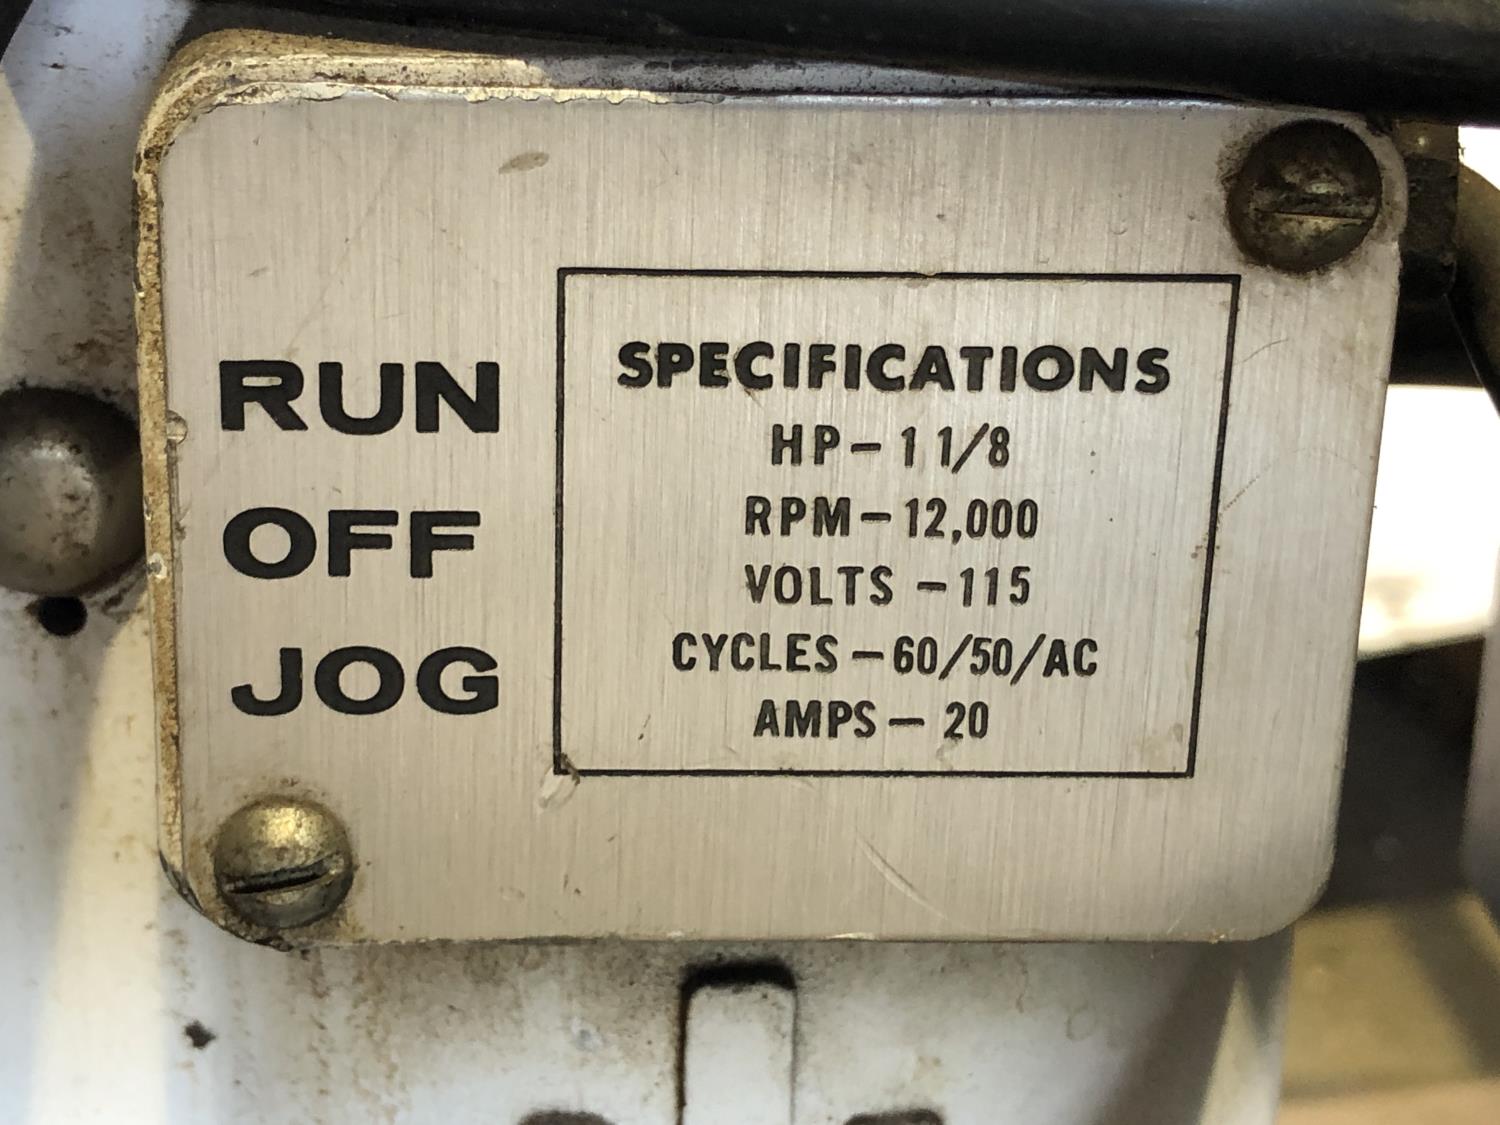 RUN
OFF
JOG
SPECIFICATIONS
HP - 1 1/8
RPM - 12,000
VOLTS - 115
CYCLES - 60/50/AC
AMPS - 20